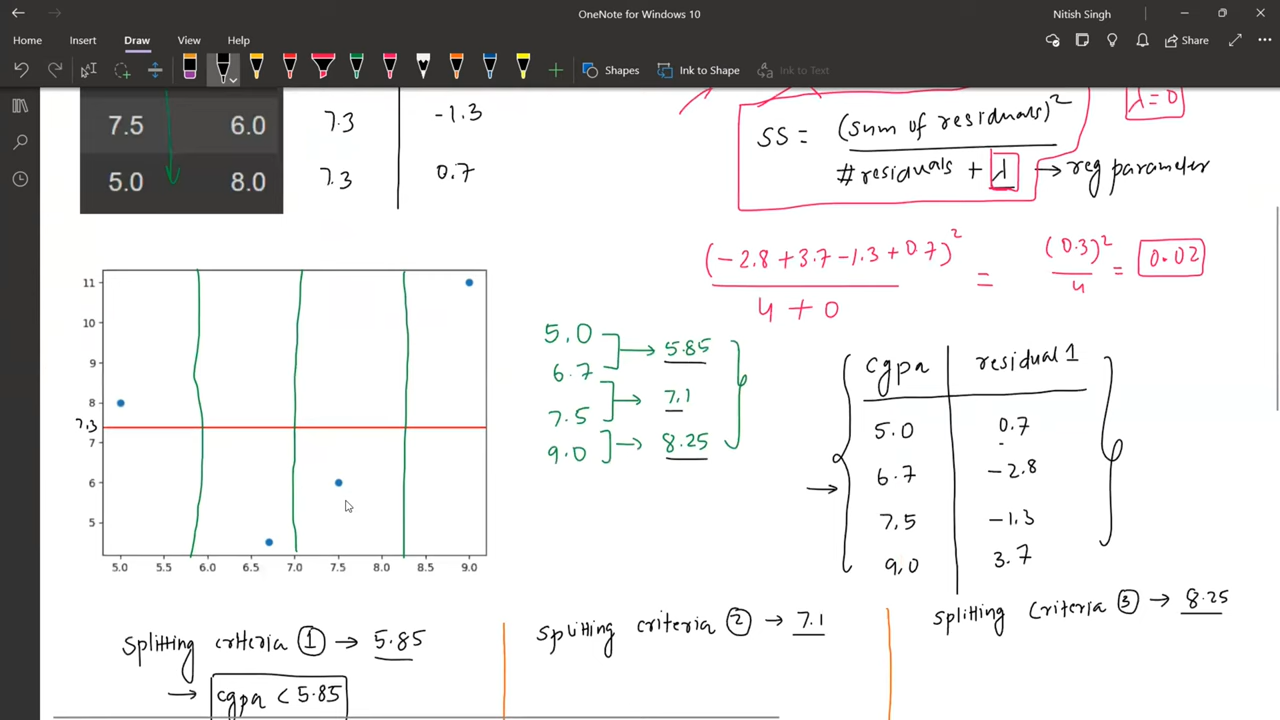 OneNote for Windows 10
Nitish Singh
Home Insert Draw View Help
Share
Shapes Ink to Shape Ink to Text
7.5 6.0
5.0 8.0
7.3 -1.3
7.3 0.7
λ=0
SS = (sum of residuals)²
#residuals + λ → reg parameter
(-2.8+3.7-1.3+0.7)² = (0.3)² = 0.02
4 + 0 4
11
10
9
8
7.3
7
6
5
5.0 5.5 6.0 6.5 7.0 7.5 8.0 8.5 9.0
5.0
6.7
7.5
9.0
→ 5.85
→ 7.1
→ 8.25
cgpa residual 1
5.0 0.7
→ 6.7 -2.8
7.5 -1.3
9.0 3.7
Splitting criteria ① → 5.85
→ cgpa < 5.85
Splitting criteria ② → 7.1
Splitting criteria ③ → 8.25